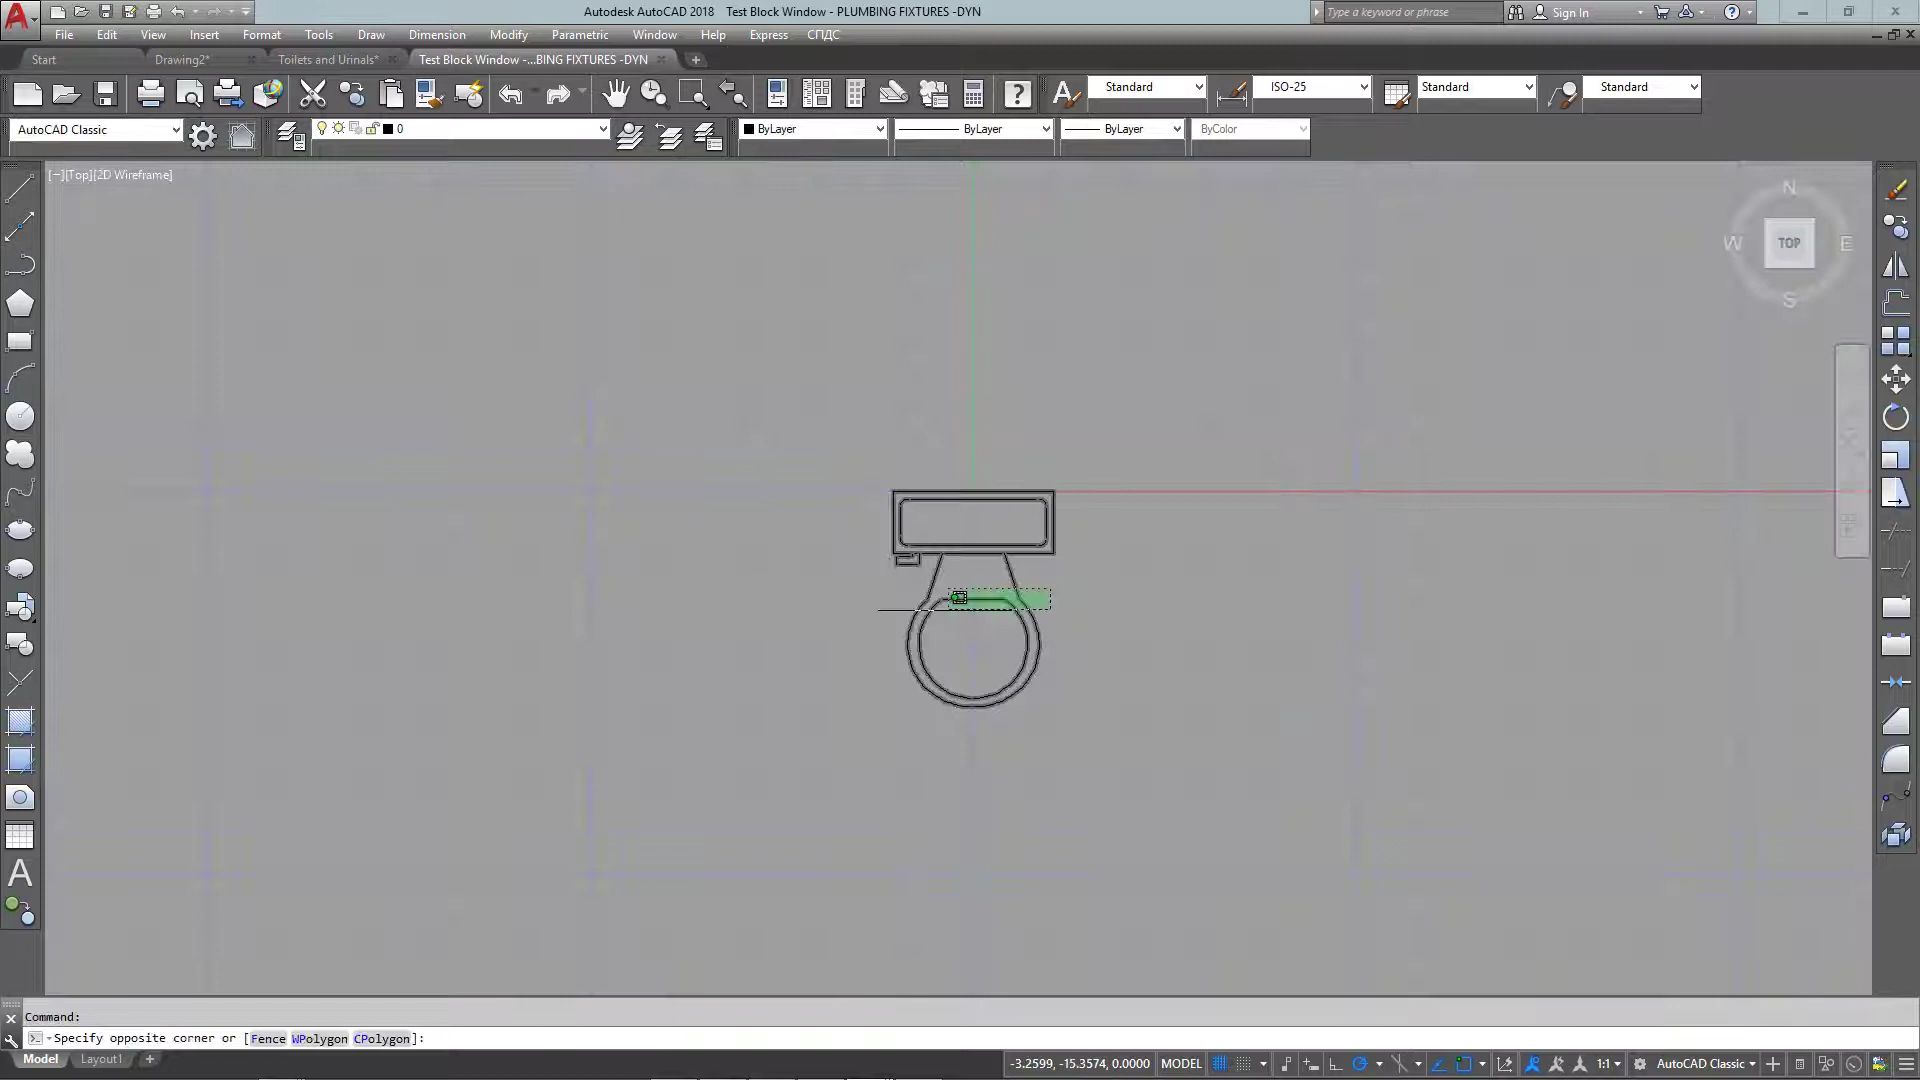 Autodesk AutoCAD 2018 Test Block Window - PLUMBING FIXTURES -DYN
Type a keyword or phrase
Sign In
File Edit View Insert Format Tools Draw Dimension Modify Parametric Window Help Express СПДС
Start Drawing2* Toilets and Urinals* Test Block Window -...BING FIXTURES -DYN
Standard ISO-25 Standard Standard
AutoCAD Classic 0 ByLayer ByLayer ByLayer ByColor
[−][Top][2D Wireframe]
N
W TOP E
S
Command:
Specify opposite corner or [Fence WPolygon CPolygon]:
Model Layout1
-3.2599, -15.3574, 0.0000 MODEL 1:1 AutoCAD Classic